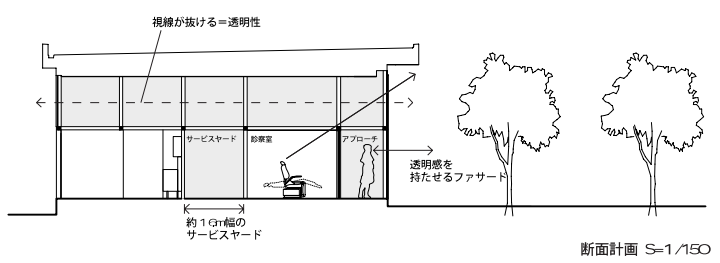 視線が抜ける＝透明性
サービスヤード
診察室
アプローチ
透明感を
持たせるファサード
約1.6m幅の
サービスヤード
断面計画 S=1/150